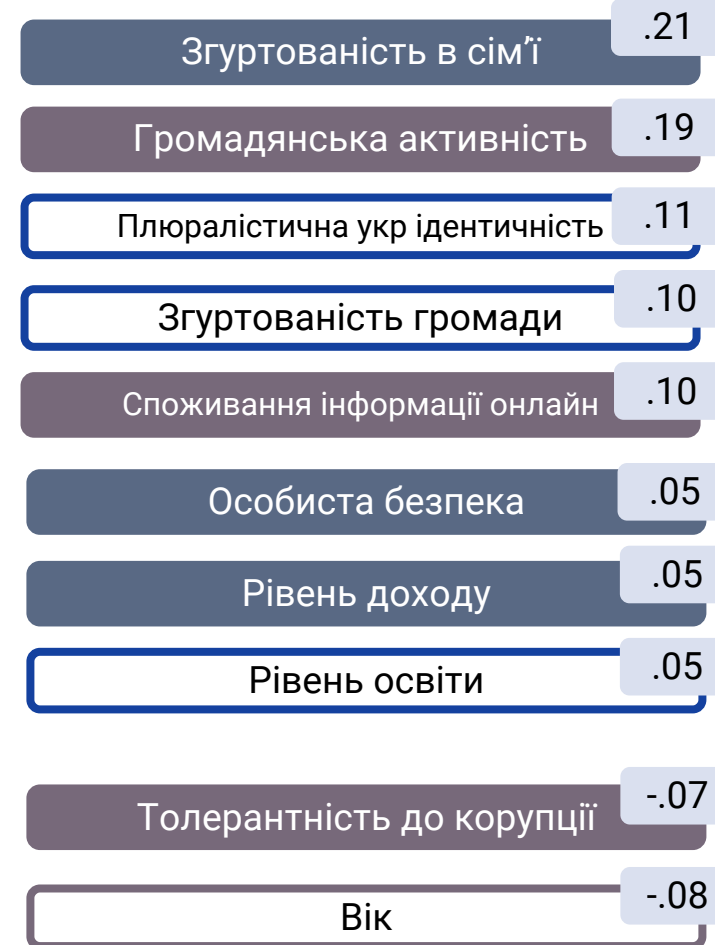 Згуртованість в сім’ї
.21
Громадянська активність
.19
Плюралістична укр ідентичність
.11
Згуртованість громади
.10
Споживання інформації онлайн
.10
Особиста безпека
.05
Рівень доходу
.05
Рівень освіти
.05
Толерантність до корупції
-.07
Вік
-.08